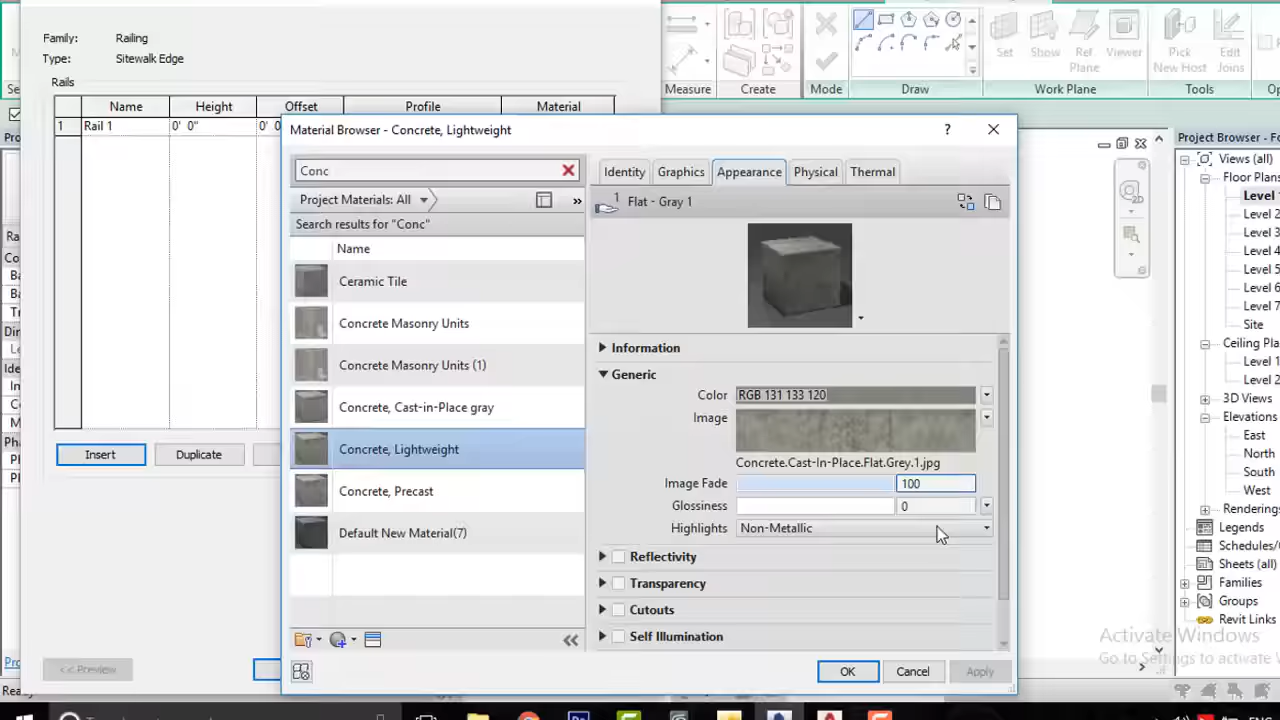 Family: Railing
Type: Sitewalk Edge
Rails
Name Height Offset Profile Material
1 Rail 1 0' 0" 0' 0
Insert Duplicate
<< Preview
Material Browser - Concrete, Lightweight
?
Conc
Project Materials: All
»
Search results for "Conc"
Name
Ceramic Tile
Concrete Masonry Units
Concrete Masonry Units (1)
Concrete, Cast-in-Place gray
Concrete, Lightweight
Concrete, Precast
Default New Material(7)
Identity Graphics Appearance Physical Thermal
1 Flat - Gray 1
Information
Generic
Color RGB 131 133 120
Image
Concrete.Cast-In-Place.Flat.Grey.1.jpg
Image Fade 100
Glossiness 0
Highlights Non-Metallic
Reflectivity
Transparency
Cutouts
Self Illumination
OK Cancel Apply
Set Show Ref Plane Viewer
Pick New Host Edit Joins
Measure Create Mode Draw Work Plane Tools
Project Browser - Fo
Views (all)
Floor Plans
Level
Level 2
Level 3
Level 4
Level 5
Level 6
Level 7
Site
Ceiling Pla
Level 1
Level 2
3D Views
Elevations
East
North
South
West
Renderings
Legends
Schedules/
Sheets (all)
Families
Groups
Revit Links
Activate Windows
Go to Settings to activate